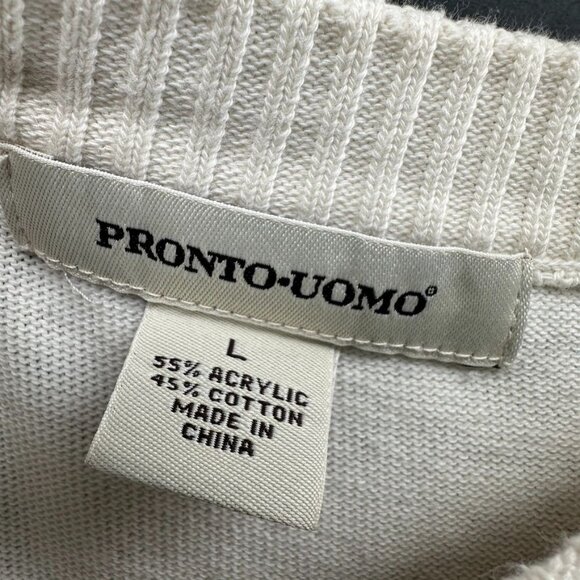 PRONTO-UOMO®
L
55% ACRYLIC
45% COTTON
MADE IN
CHINA